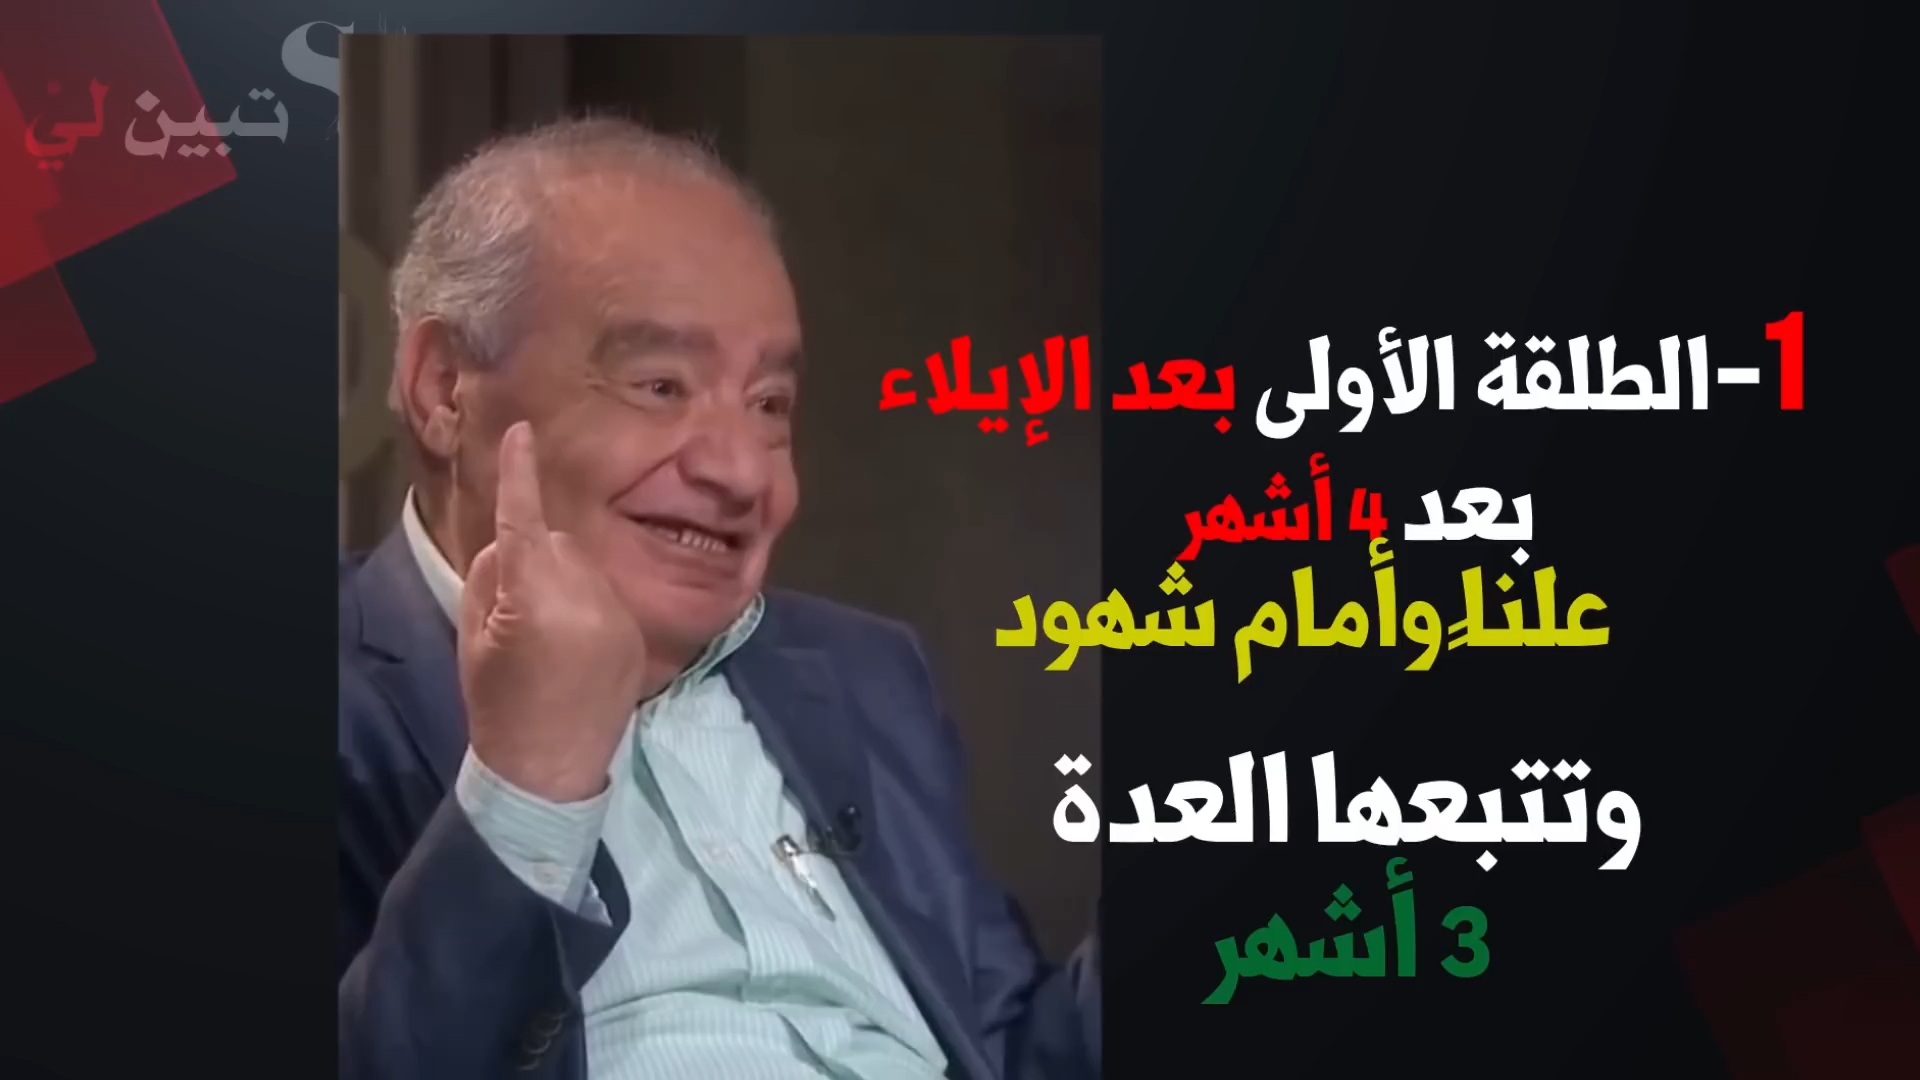 تبين لي
1-الطلقة الأولى بعد الإيلاء
بعد 4 أشهر
علناًوأمام شهود
وتتبعها العدة
3 أشهر